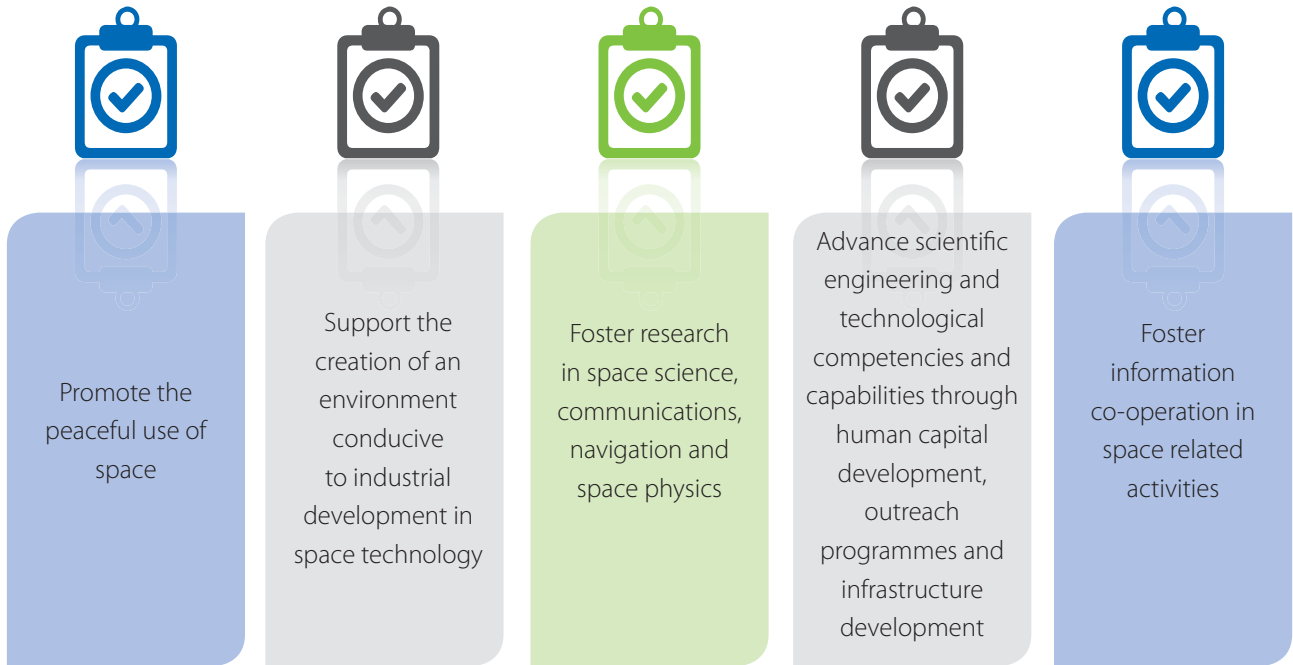 Promote the
peaceful use of
space
Support the
creation of an
environment
conducive
to industrial
development in
space technology
Foster research
in space science,
communications,
navigation and
space physics
Advance scientific
engineering and
technological
competencies and
capabilities through
human capital
development,
outreach
programmes and
infrastructure
development
Foster
information
co-operation in
space related
activities